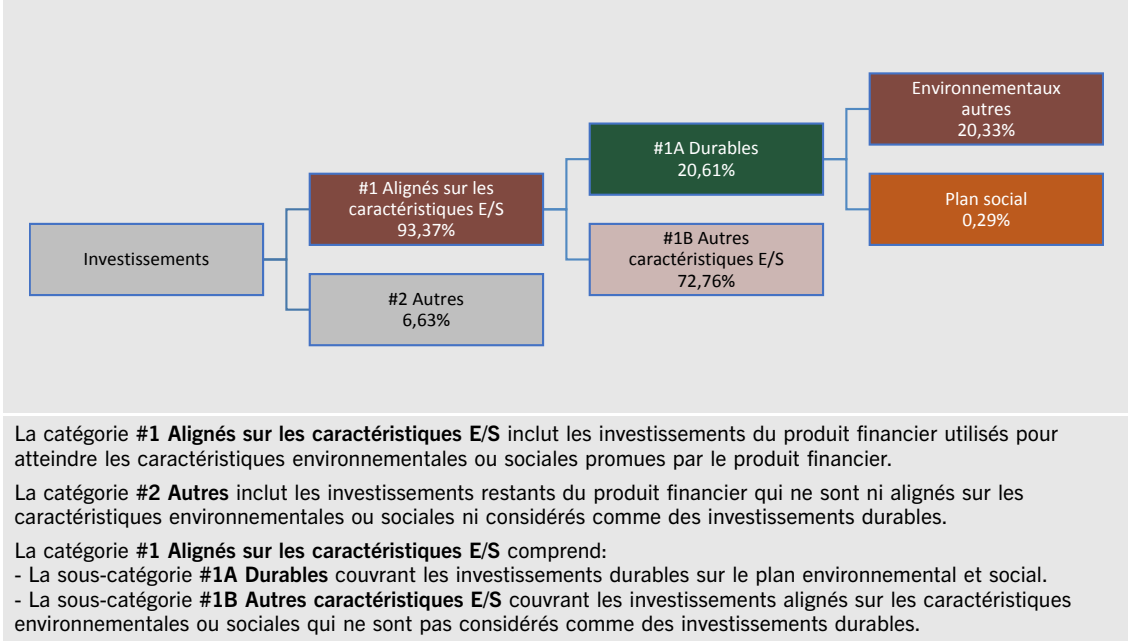 Investissements
#1 Alignés sur les
caractéristiques E/S
93,37%
#2 Autres
6,63%
#1A Durables
20,61%
#1B Autres
caractéristiques E/S
72,76%
Environnementaux
autres
20,33%
Plan social
0,29%
La catégorie #1 Alignés sur les caractéristiques E/S inclut les investissements du produit financier utilisés pour
atteindre les caractéristiques environnementales ou sociales promues par le produit financier.
La catégorie #2 Autres inclut les investissements restants du produit financier qui ne sont ni alignés sur les
caractéristiques environnementales ou sociales ni considérés comme des investissements durables.
La catégorie #1 Alignés sur les caractéristiques E/S comprend:
- La sous-catégorie #1A Durables couvrant les investissements durables sur le plan environnemental et social.
- La sous-catégorie #1B Autres caractéristiques E/S couvrant les investissements alignés sur les caractéristiques
environnementales ou sociales qui ne sont pas considérés comme des investissements durables.